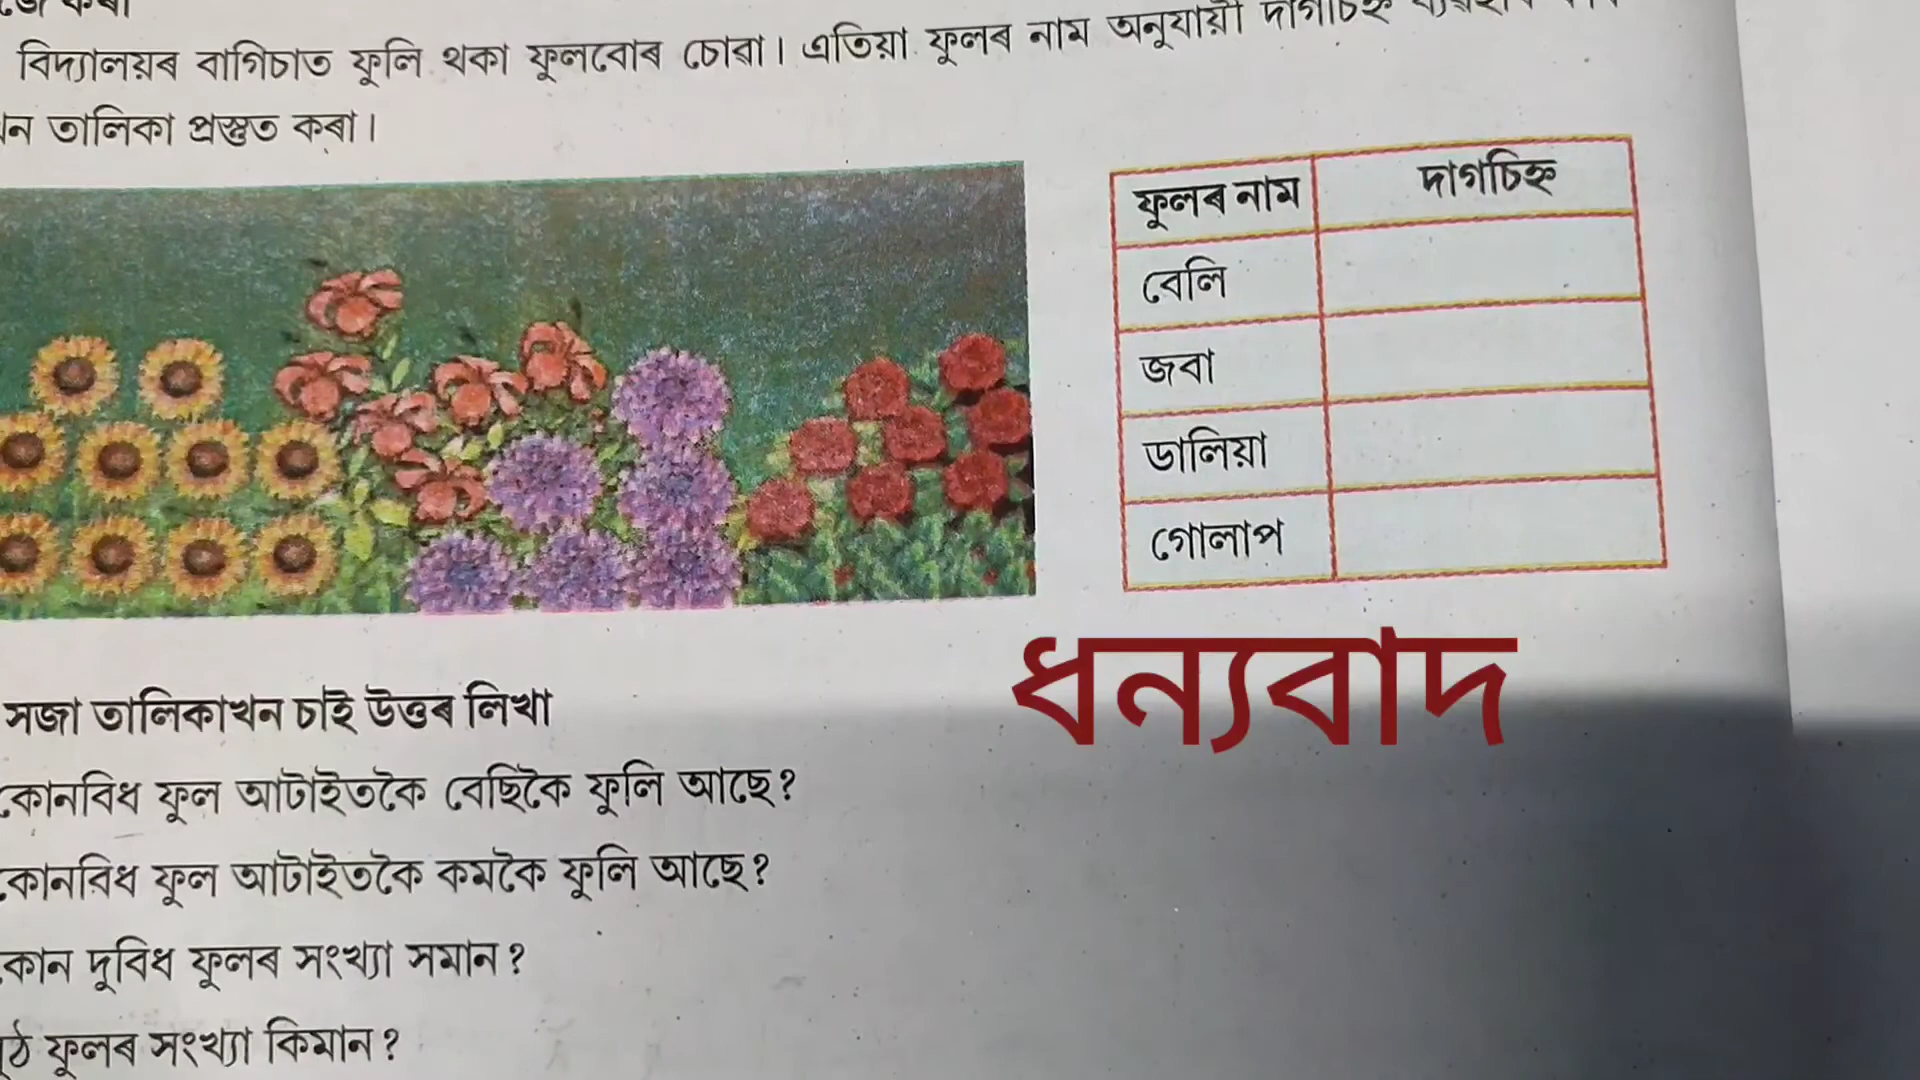 বিদ্যালয়ৰ বাগিচাত ফুলি থকা ফুলবোৰ চোৱা। এতিয়া ফুলৰ নাম অনুযায়ী দাগচিহ্ন
তালিকা প্ৰস্তুত কৰা।
ফুলৰ নাম দাগচিহ্ন
বেলি
জবা
ডালিয়া
গোলাপ
ধন্যবাদ
সজা তালিকাখন চাই উত্তৰ লিখা
কোনবিধ ফুল আটাইতকৈ বেছিকৈ ফুলি আছে?
কোনবিধ ফুল আটাইতকৈ কমকৈ ফুলি আছে?
কোন দুবিধ ফুলৰ সংখ্যা সমান?
ফুলৰ সংখ্যা কিমান?